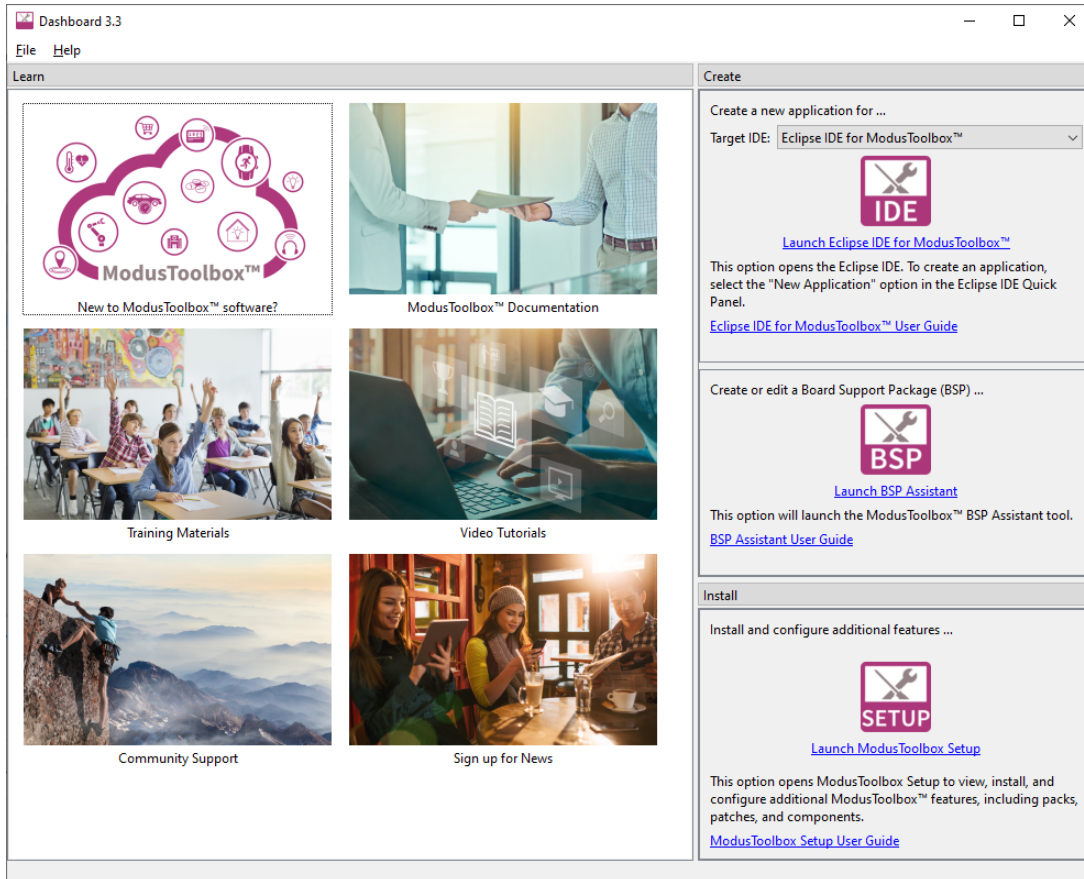 Dashboard 3.3
File Help
Learn
ModusToolbox™
New to ModusToolbox™ software?
ModusToolbox™ Documentation
Training Materials
Video Tutorials
Community Support
Sign up for News
Create
Create a new application for ...
Target IDE: Eclipse IDE for ModusToolbox™
IDE
Launch Eclipse IDE for ModusToolbox™
This option opens the Eclipse IDE. To create an application,
select the "New Application" option in the Eclipse IDE Quick
Panel.
Eclipse IDE for ModusToolbox™ User Guide
Create or edit a Board Support Package (BSP) ...
BSP
Launch BSP Assistant
This option will launch the ModusToolbox™ BSP Assistant tool.
BSP Assistant User Guide
Install
Install and configure additional features ...
SETUP
Launch ModusToolbox Setup
This option opens ModusToolbox Setup to view, install, and
configure additional ModusToolbox™ features, including packs,
patches, and components.
ModusToolbox Setup User Guide